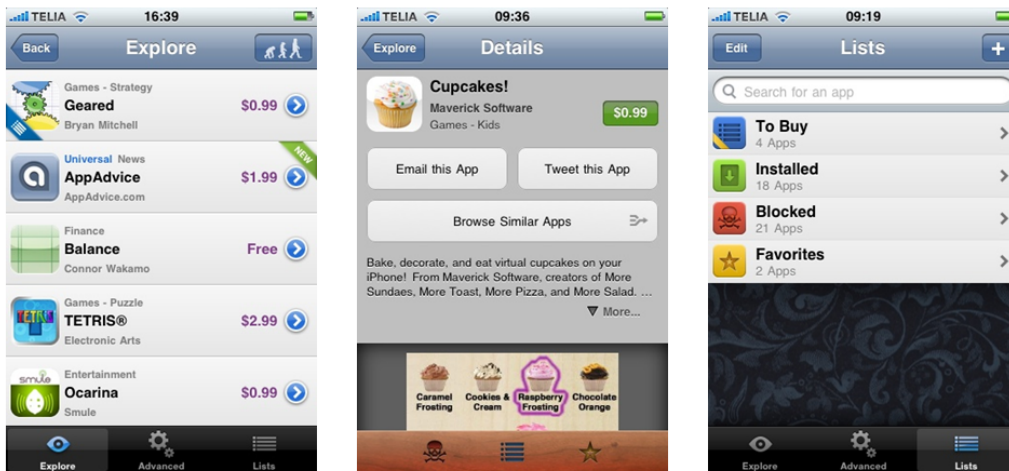 TELIA 16:39
Back Explore
Games - Strategy
Geared $0.99
Bryan Mitchell
Universal News
NEW
AppAdvice $1.99
AppAdvice.com
Finance
Balance Free
Connor Wakamo
Games - Puzzle
TETRIS
TETRIS® $2.99
Electronic Arts
Entertainment
smule
Ocarina $0.99
Smule
Explore Advanced Lists
TELIA 09:36
Explore Details
Cupcakes!
Maverick Software
$0.99
Games - Kids
Email this App Tweet this App
Browse Similar Apps
Bake, decorate, and eat virtual cupcakes on your
iPhone! From Maverick Software, creators of More
Sundaes, More Toast, More Pizza, and More Salad. ...
More...
Caramel Cookies & Raspberry Chocolate
Frosting Cream Frosting Orange
TELIA 09:19
Edit Lists +
Search for an app
To Buy
4 Apps
Installed
18 Apps
Blocked
21 Apps
Favorites
2 Apps
Explore Advanced Lists